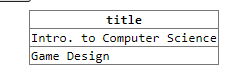 title
Intro. to Computer Science
Game Design